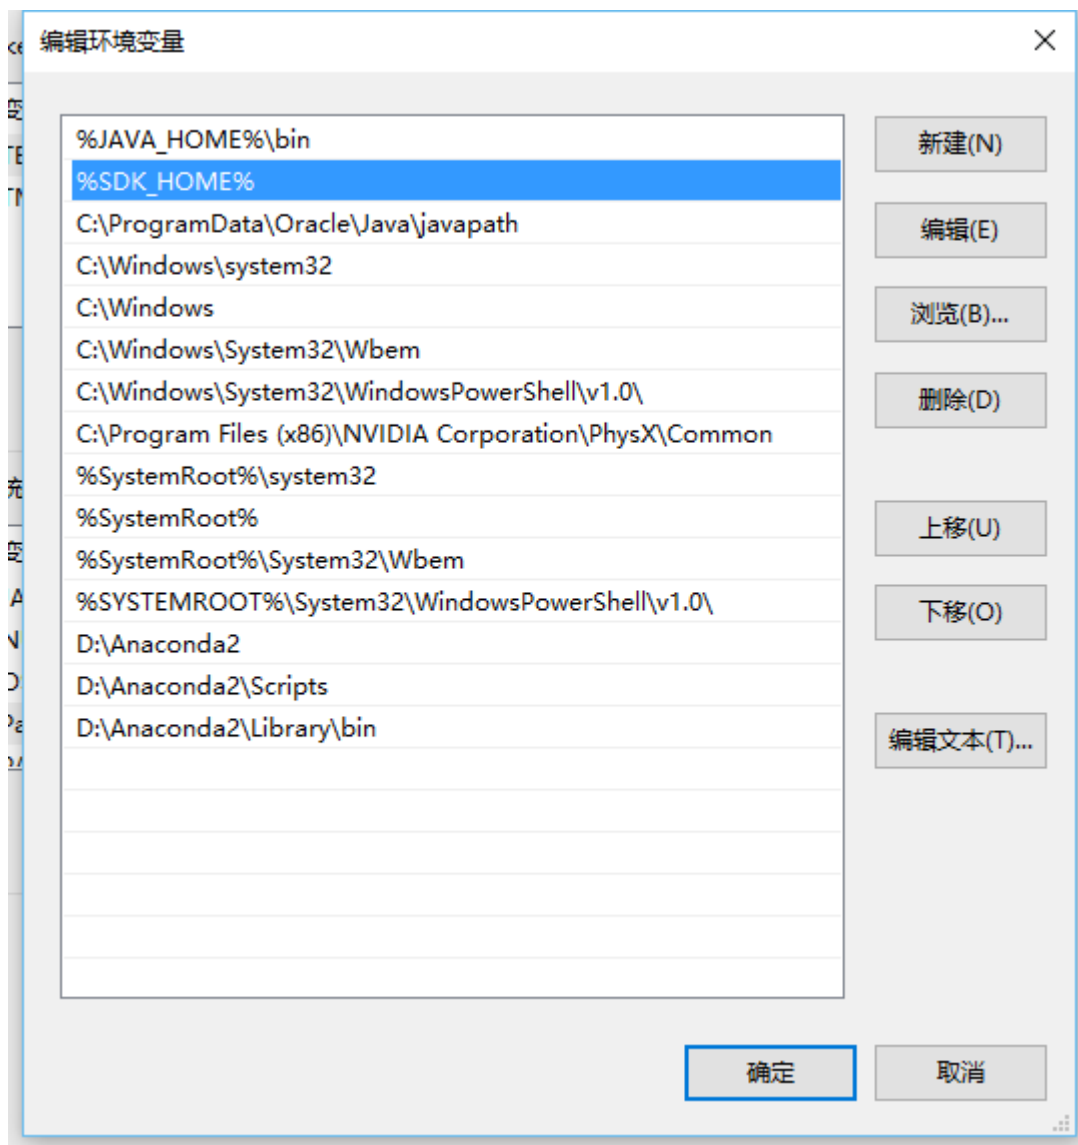 编辑环境变量
%JAVA_HOME%\bin
%SDK_HOME%
C:\ProgramData\Oracle\Java\javapath
C:\Windows\system32
C:\Windows
C:\Windows\System32\Wbem
C:\Windows\System32\WindowsPowerShell\v1.0\
C:\Program Files (x86)\NVIDIA Corporation\PhysX\Common
%SystemRoot%\system32
%SystemRoot%
%SystemRoot%\System32\Wbem
%SYSTEMROOT%\System32\WindowsPowerShell\v1.0\
D:\Anaconda2
D:\Anaconda2\Scripts
D:\Anaconda2\Library\bin
新建(N)
编辑(E)
浏览(B)...
删除(D)
上移(U)
下移(O)
编辑文本(T)...
确定
取消